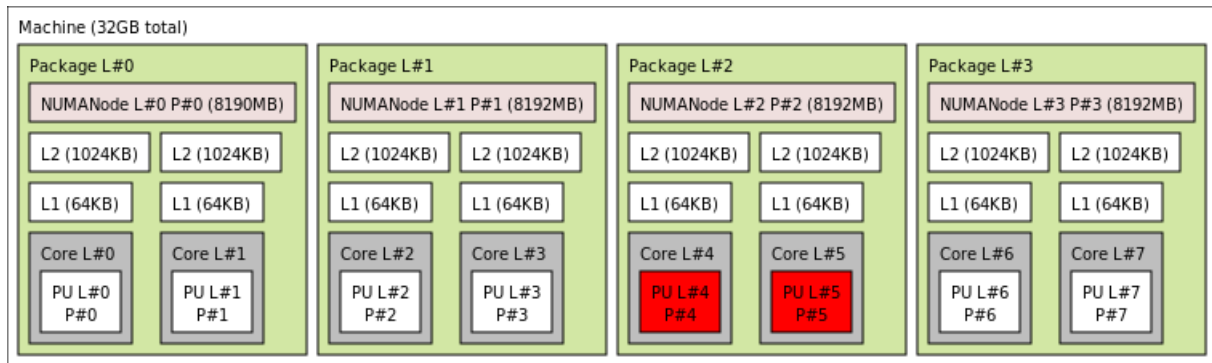 Machine (32GB total)
Package L#0
NUMANode L#0 P#0 (8190MB)
L2 (1024KB) L2 (1024KB)
L1 (64KB) L1 (64KB)
Core L#0 Core L#1
PU L#0 PU L#1
P#0 P#1
Package L#1
NUMANode L#1 P#1 (8192MB)
L2 (1024KB) L2 (1024KB)
L1 (64KB) L1 (64KB)
Core L#2 Core L#3
PU L#2 PU L#3
P#2 P#3
Package L#2
NUMANode L#2 P#2 (8192MB)
L2 (1024KB) L2 (1024KB)
L1 (64KB) L1 (64KB)
Core L#4 Core L#5
PU L#4 PU L#5
P#4 P#5
Package L#3
NUMANode L#3 P#3 (8192MB)
L2 (1024KB) L2 (1024KB)
L1 (64KB) L1 (64KB)
Core L#6 Core L#7
PU L#6 PU L#7
P#6 P#7